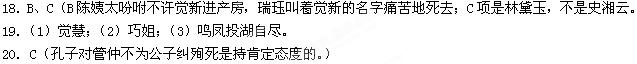 18. B、C（B 陈姨太吩咐不许觉新进产房，瑞珏叫着觉新的名字痛苦地死去；C 项是林黛玉，不是史湘云。
19.（1）觉慧；（2）巧姐；（3）鸣凤投湖自尽。
20. C（孔子对管仲不为公子纠殉死是持肯定态度的。）